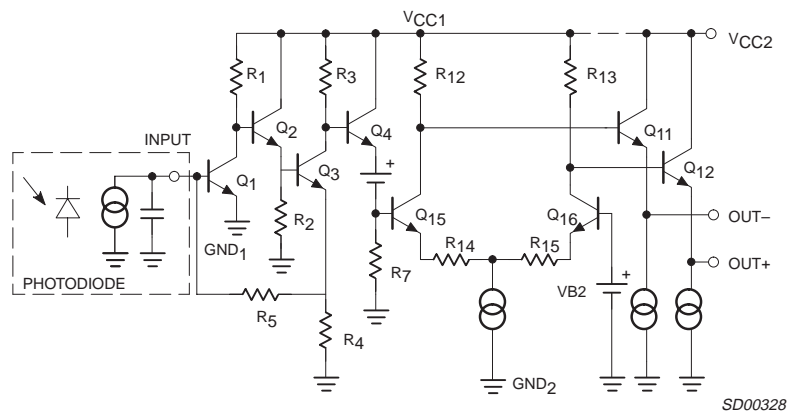 VCC1
VCC2
R1
R3
R12
R13
INPUT
Q2
Q4
+
Q11
Q12
Q1
Q3
Q15
Q16
OUT–
R2
GND1
R7
R14
R15
OUT+
PHOTODIODE
VB2
+
R5
R4
GND2
SD00328